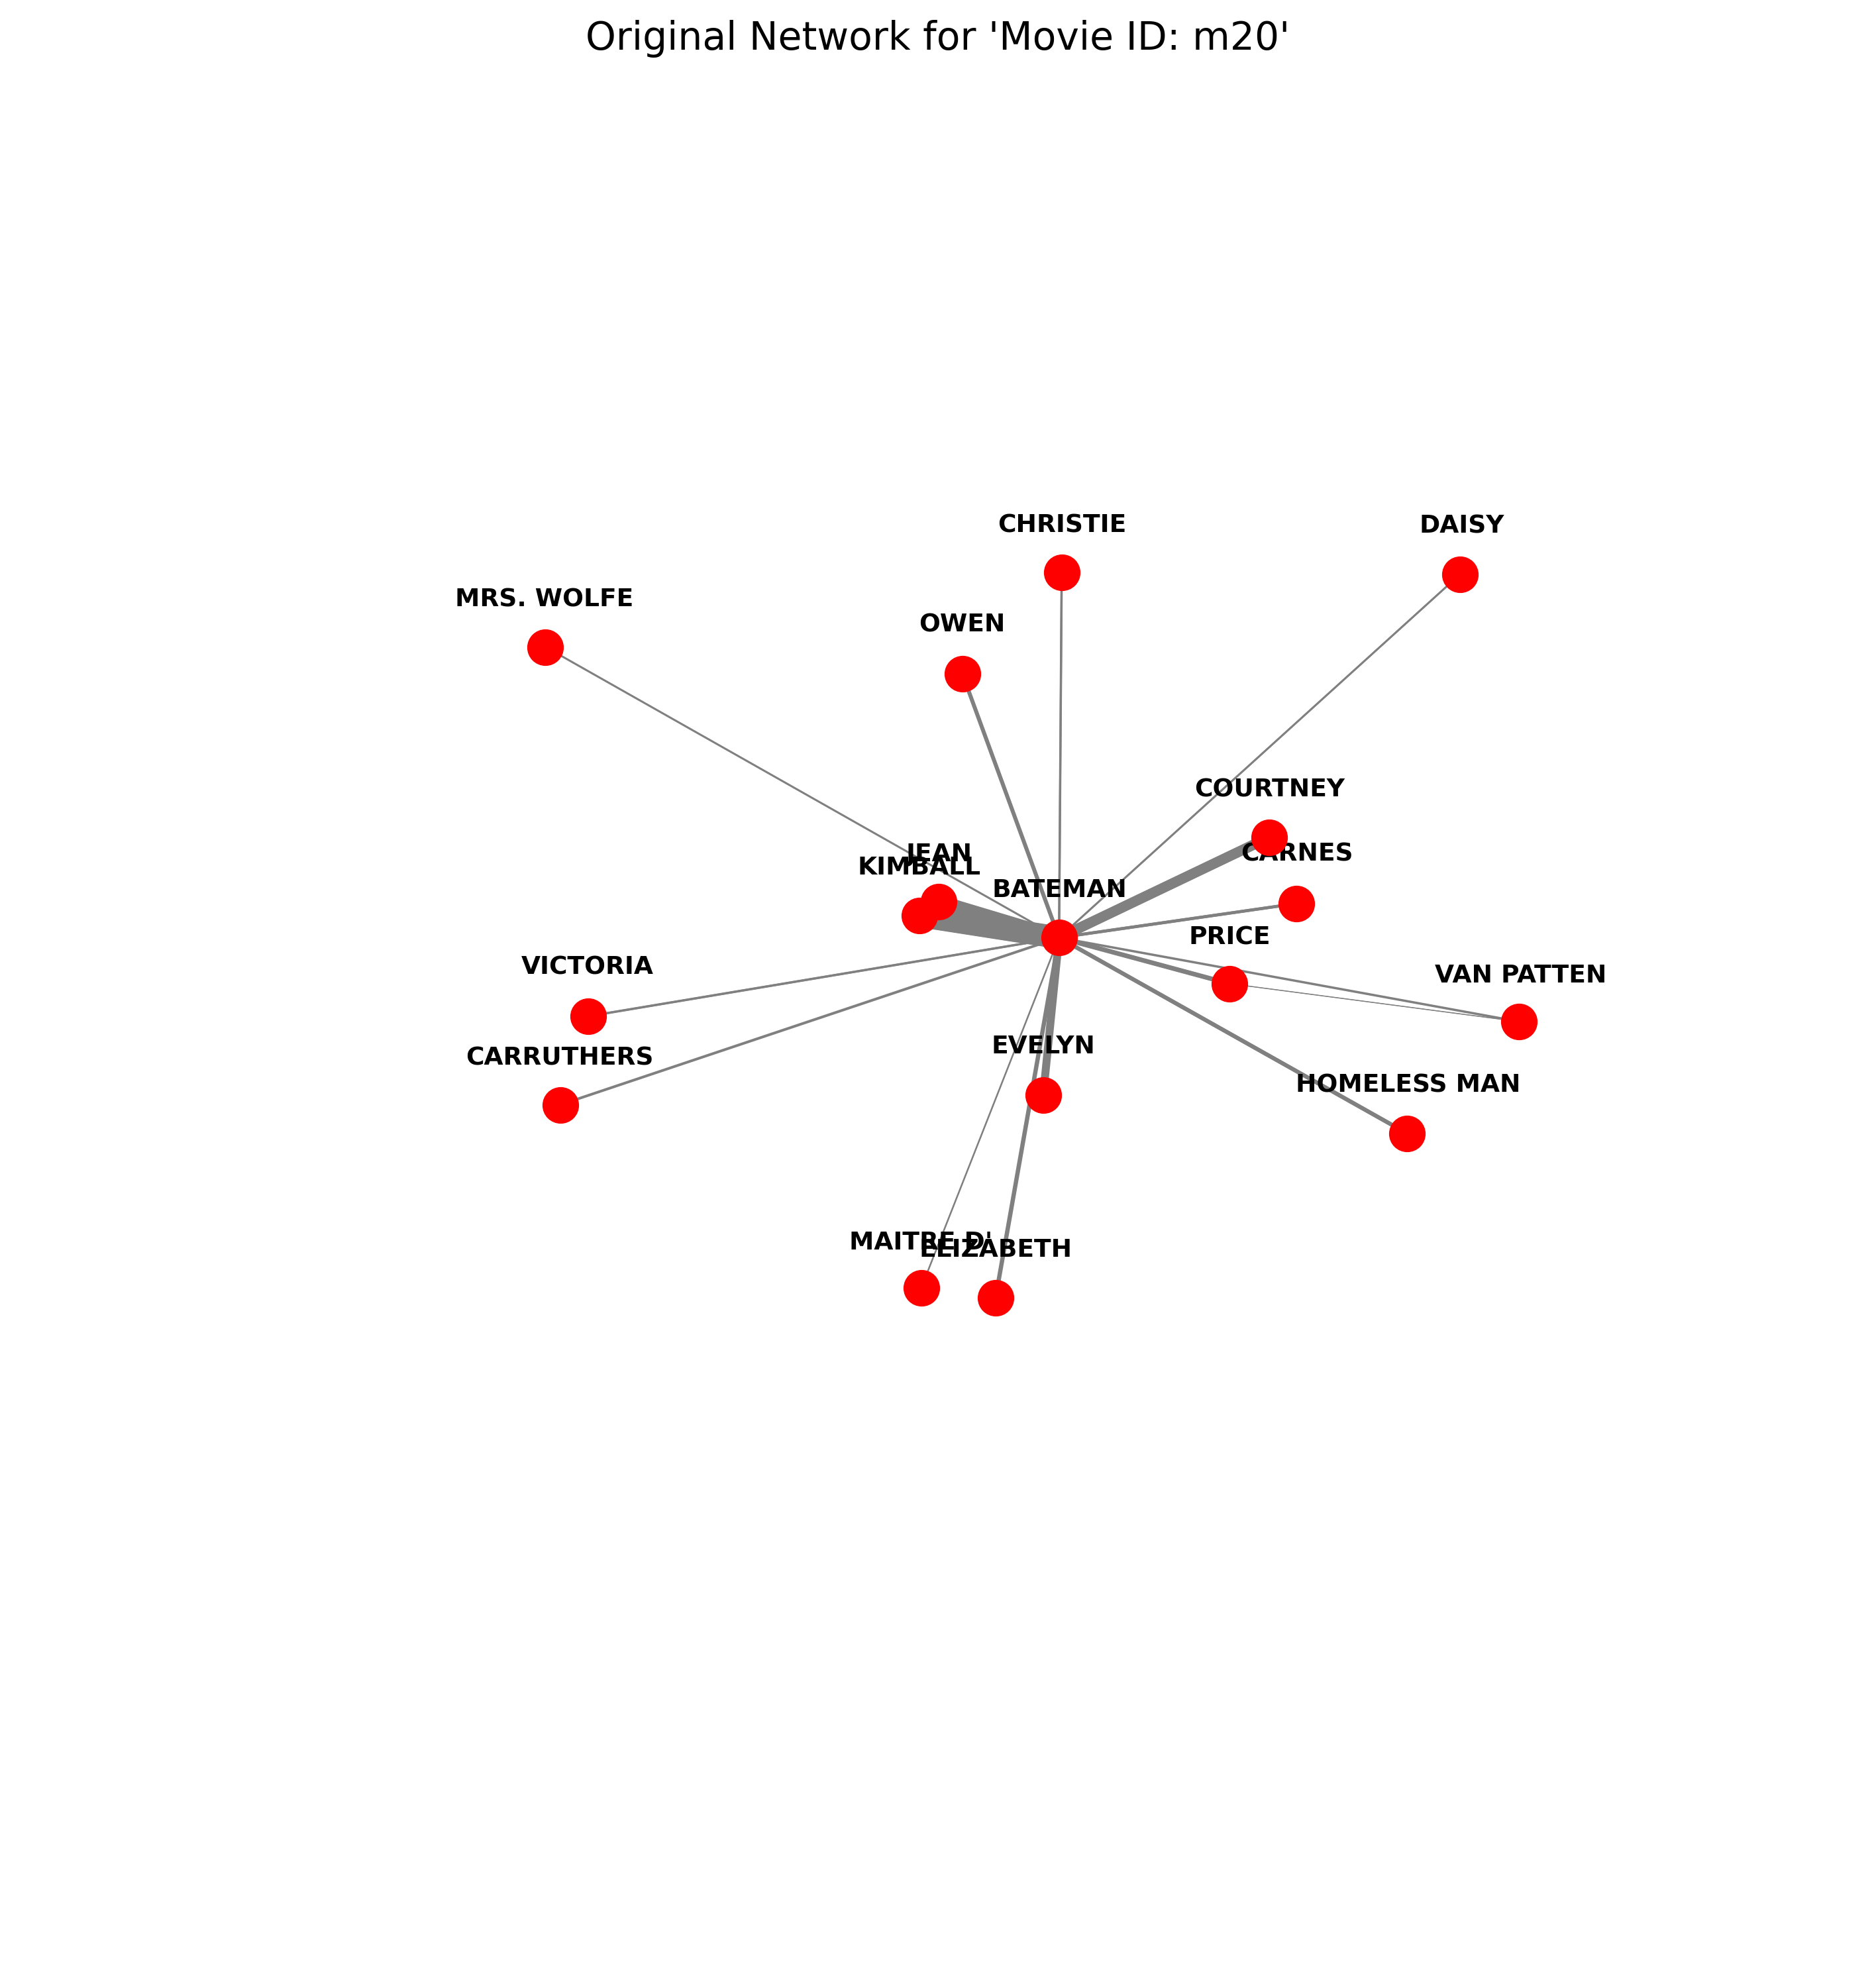 Original Network for 'Movie ID: m20'
CHRISTIE
DAISY
MRS. WOLFE
OWEN
COURTNEY
JEAN
CARNES
KIMBALL
BATEMAN
PRICE
VICTORIA
VAN PATTEN
EVELYN
CARRUTHERS
HOMELESS MAN
MAITRE D'
ELIZABETH